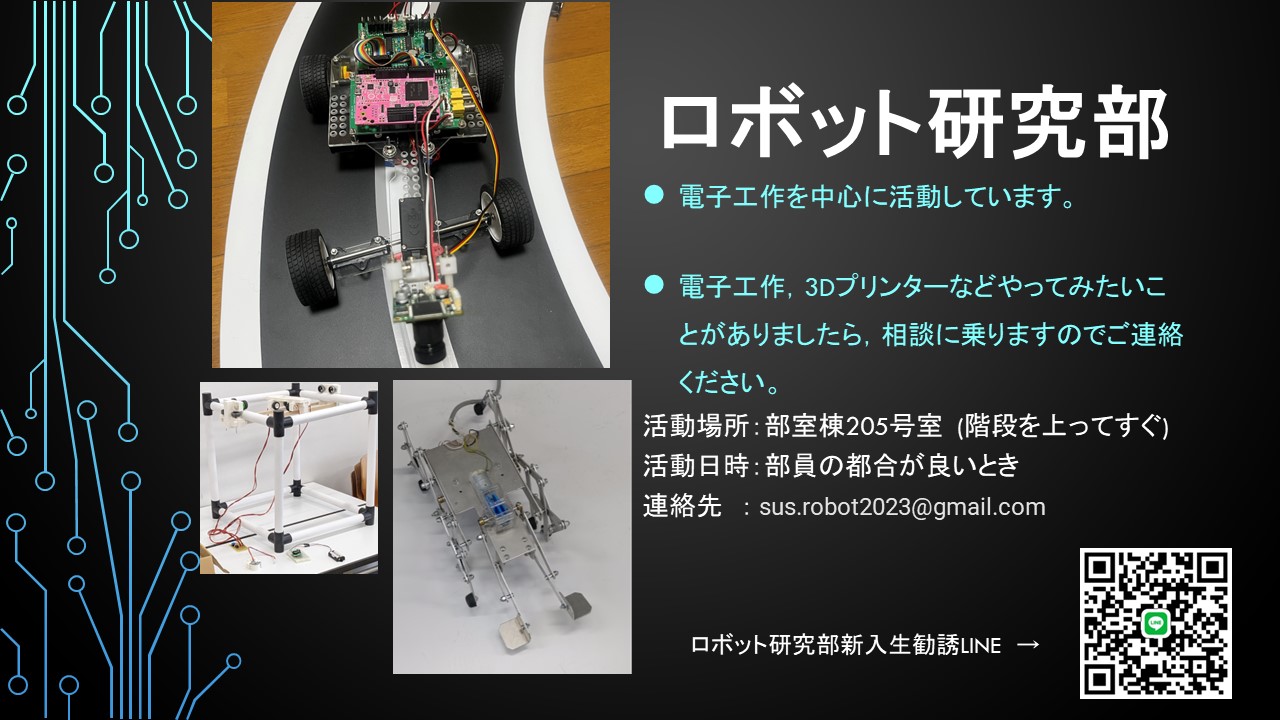 ロボット研究部
● 電子工作を中心に活動しています。
● 電子工作，3Dプリンターなどやってみたいこ
とがありましたら，相談に乗りますのでご連絡
ください。
活動場所：部室棟205号室（階段を上ってすぐ）
活動日時：部員の都合が良いとき
連絡先　：sus.robot2023@gmail.com
ロボット研究部新入生勧誘LINE →
LINE